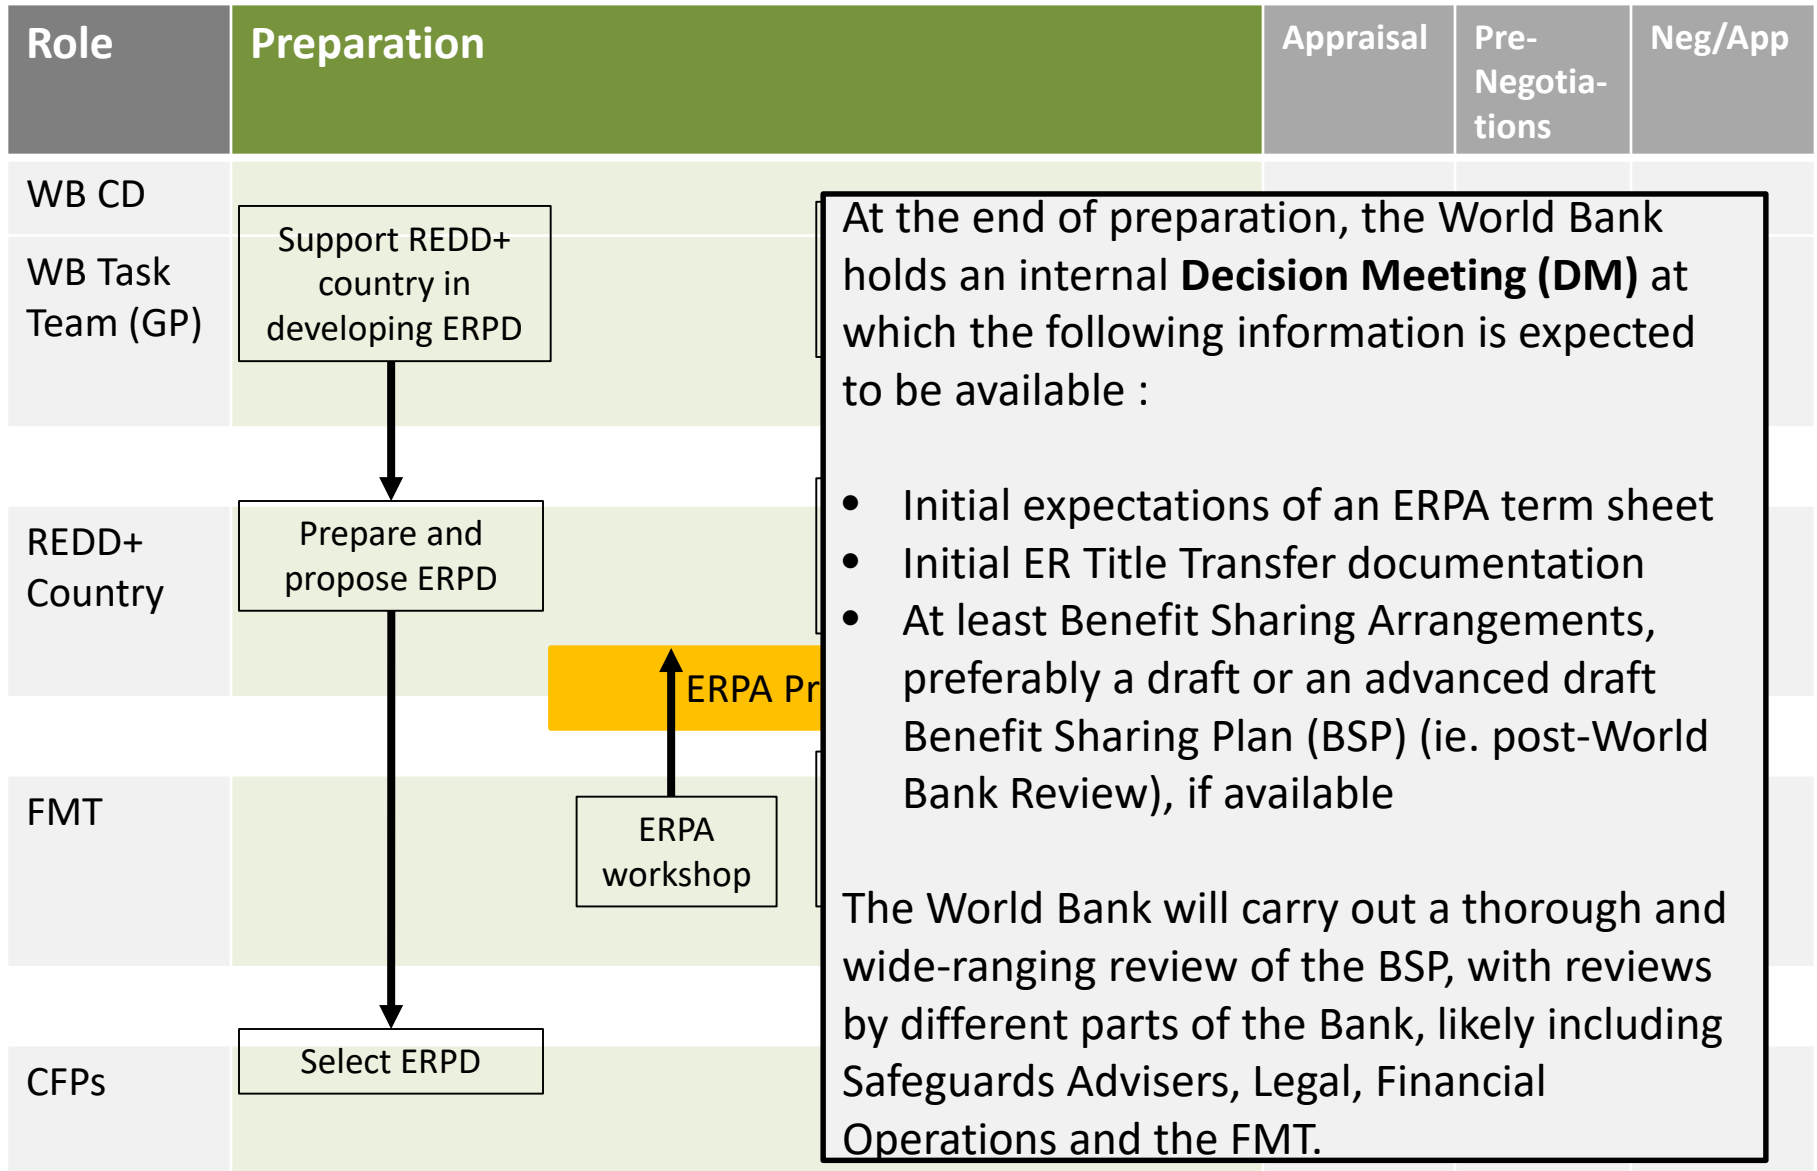 Role
Preparation
Appraisal
Pre-
Negotia-
tions
Neg/App
WB CD
WB Task
Team (GP)
Support REDD+
country in
developing ERPD
REDD+
Country
Prepare and
propose ERPD
ERPA Pr
FMT
ERPA
workshop
CFPs
Select ERPD
At the end of preparation, the World Bank
holds an internal Decision Meeting (DM) at
which the following information is expected
to be available :
• Initial expectations of an ERPA term sheet
• Initial ER Title Transfer documentation
• At least Benefit Sharing Arrangements,
preferably a draft or an advanced draft
Benefit Sharing Plan (BSP) (ie. post-World
Bank Review), if available
The World Bank will carry out a thorough and
wide-ranging review of the BSP, with reviews
by different parts of the Bank, likely including
Safeguards Advisers, Legal, Financial
Operations and the FMT.